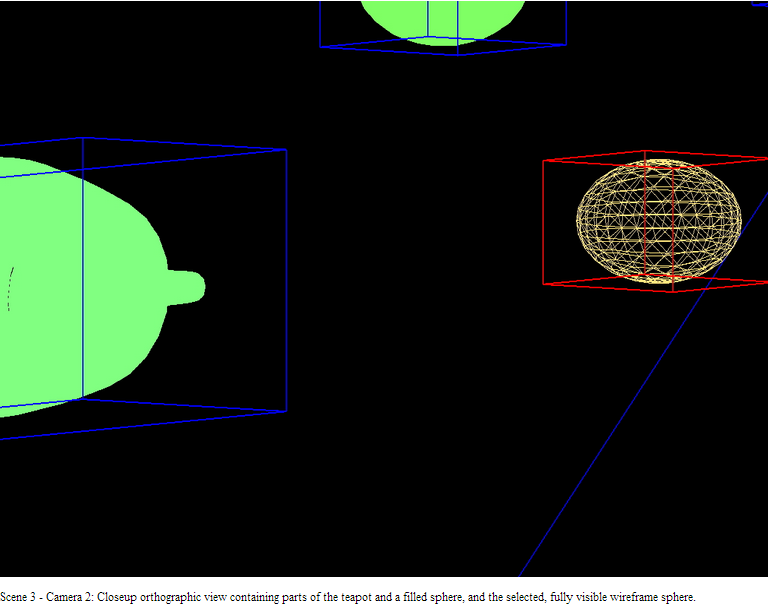 Scene 3 - Camera 2: Closeup orthographic view containing parts of the teapot and a filled sphere, and the selected, fully visible wireframe sphere.